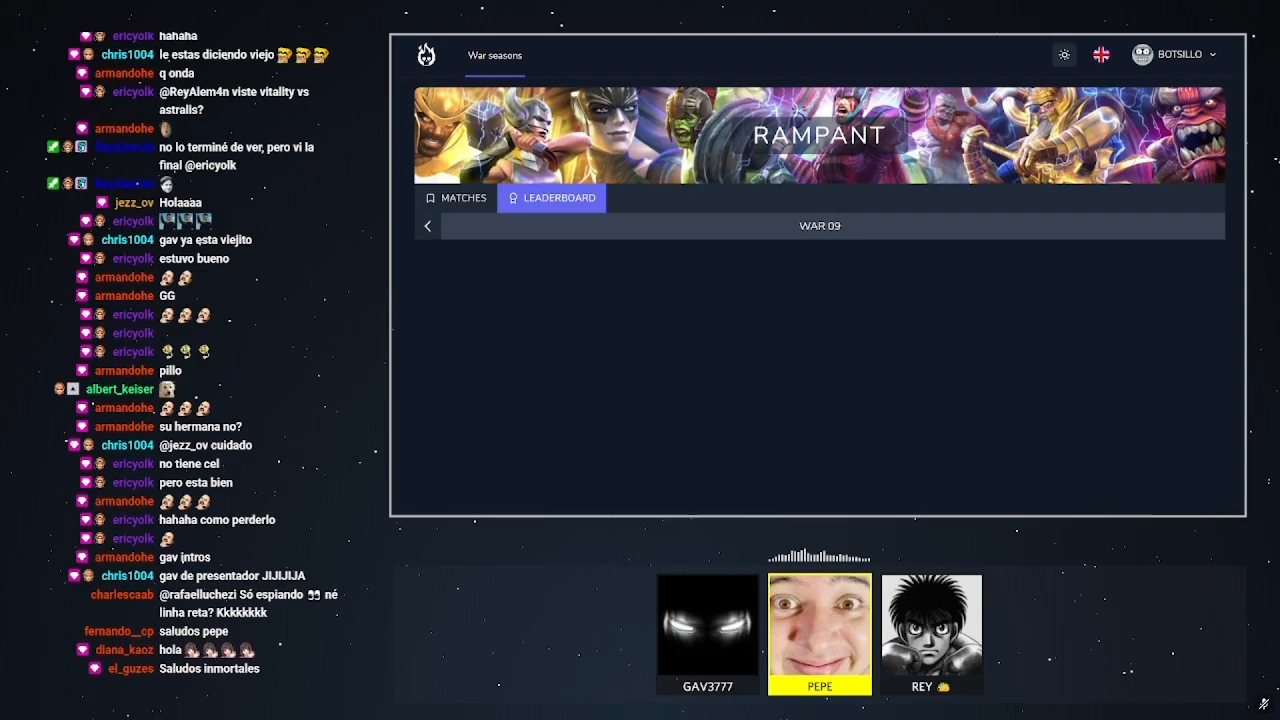 ericyolk hahaha
chris1004 le estas diciendo viejo
armandohe q onda
ericyolk @ReyAlem4n viste vitality vs
astralls?
armandohe
no lo terminé de ver, pero vi la
final @ericyolk
jezz_ov Holaaaa
ericyolk
chris1004 gav ya esta viejito
ericyolk estuvo bueno
armandohe
armandohe GG
ericyolk
ericyolk
ericyolk
armandohe pillo
albert_keiser
armandohe
armandohe su hermana no?
chris1004 @jezz_ov cuidado
ericyolk no tiene cel
ericyolk pero esta bien
armandohe
ericyolk hahaha como perderlo
ericyolk
armandohe gav intros
chris1004 gav de presentador JIJIJIJA
charlescaab @rafaelluchezi Só espiando 👀 né
linha reta? Kkkkkkkk
fernando__cp saludos pepe
diana_kaoz hola
el_guzes Saludos inmortales
War seasons
BOTSILLO
RAMPANT
MATCHES
LEADERBOARD
WAR 09
GAV3777
PEPE
REY 🌮